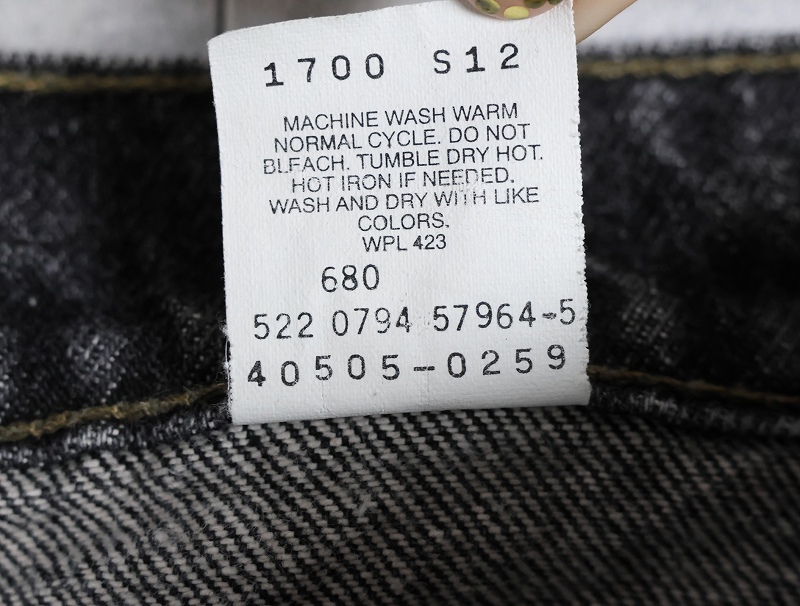 1700 S12
MACHINE WASH WARM
NORMAL CYCLE. DO NOT
BLEACH. TUMBLE DRY HOT.
HOT IRON IF NEEDED.
WASH AND DRY WITH LIKE
COLORS.
WPL 423
680
522 0794 57964-5
40505-0259